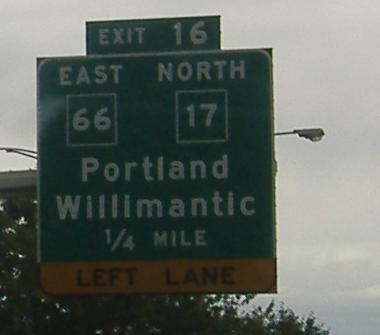 EXIT 16
EAST NORTH
66 17
Portland
Willimantic
1/4 MILE
LEFT LANE